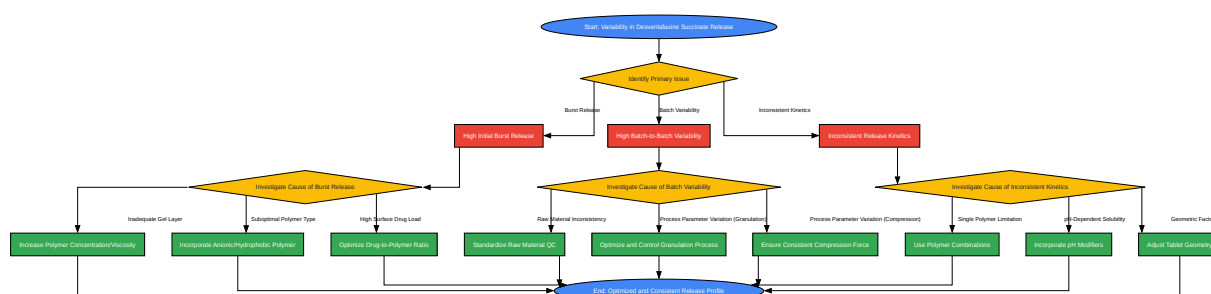 Start: Variability in Desvenlafaxine Succinate Release
Identify Primary Issue
Burst Release
Batch Variability
Inconsistent Kinetics
High Initial Burst Release
High Batch-to-Batch Variability
Inconsistent Release Kinetics
Investigate Cause of Burst Release
Investigate Cause of Batch Variability
Investigate Cause of Inconsistent Kinetics
Inadequate Gel Layer
Suboptimal Polymer Type
High Surface Drug Load
Raw Material Inconsistency
Process Parameter Variation (Granulation)
Process Parameter Variation (Compression)
Single Polymer Limitation
pH-Dependent Solubility
Geometric Facto
Increase Polymer Concentration/Viscosity
Incorporate Anionic/Hydrophobic Polymer
Optimize Drug-to-Polymer Ratio
Standardize Raw Material QC
Optimize and Control Granulation Process
Ensure Consistent Compression Force
Use Polymer Combinations
Incorporate pH Modifiers
Adjust Tablet Geometry
End: Optimized and Consistent Release Profile